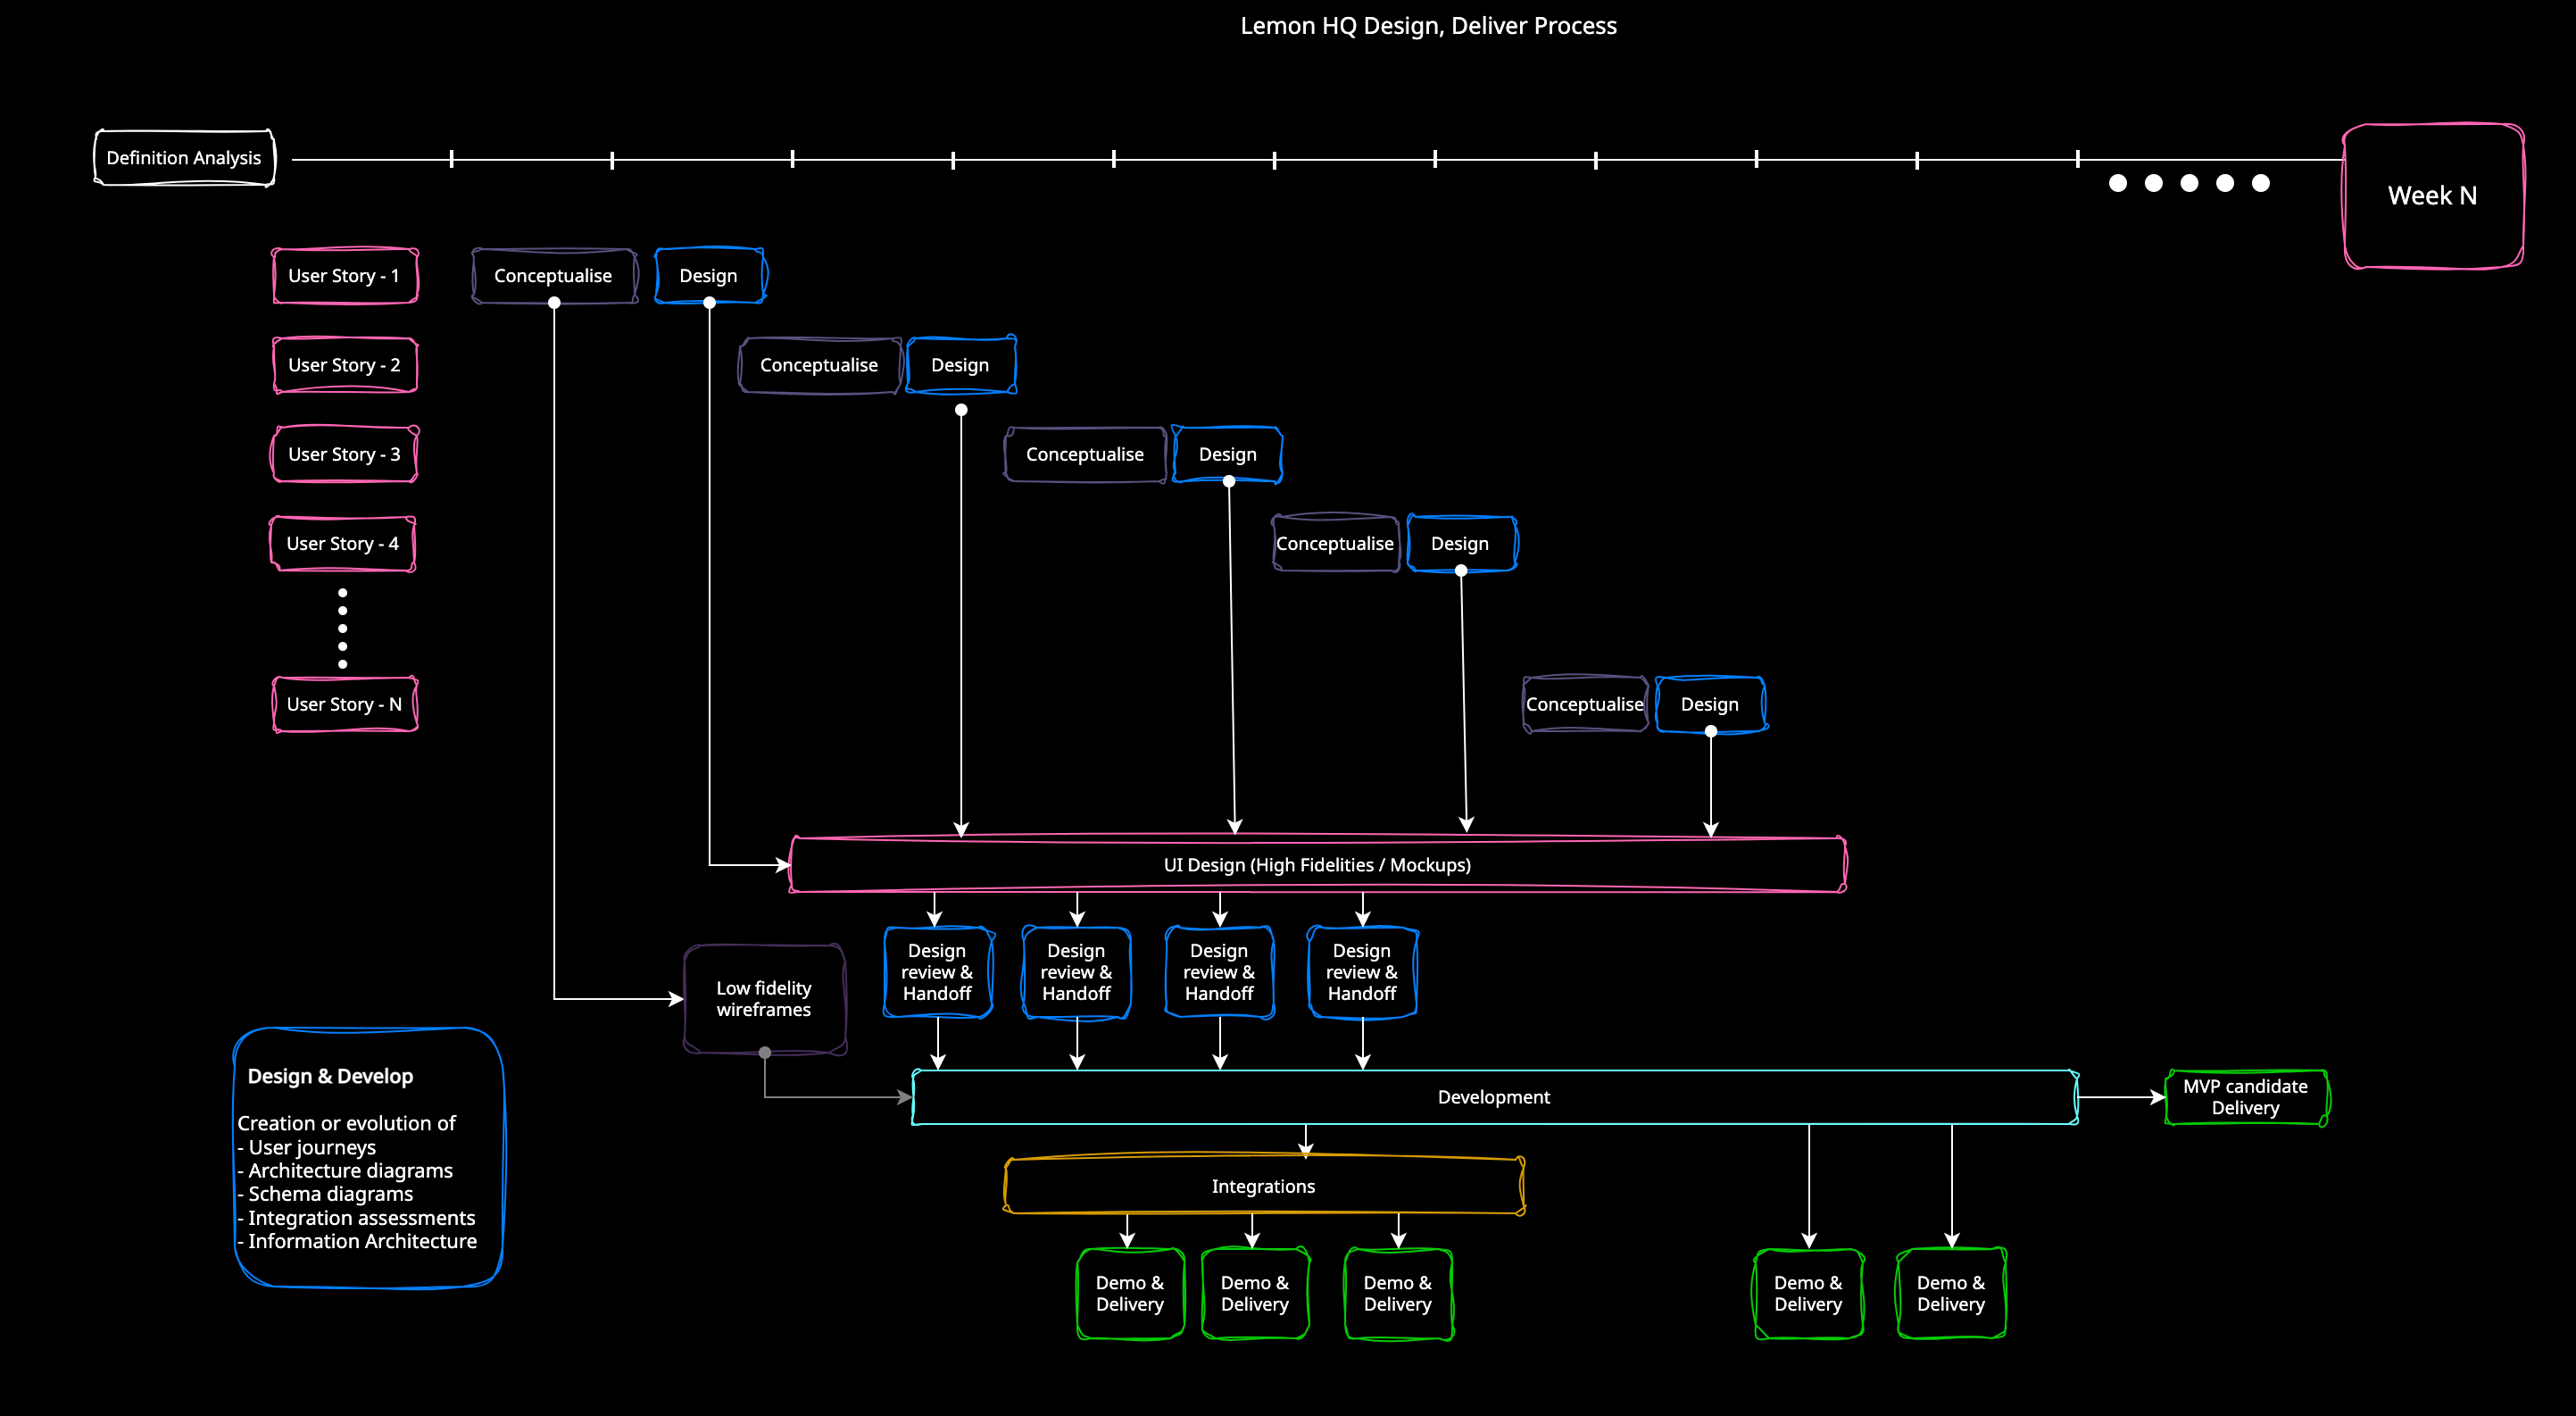 Lemon HQ Design, Deliver Process
Definition Analysis
Week N
User Story - 1
Conceptualise
Design
User Story - 2
Conceptualise
Design
User Story - 3
Conceptualise
Design
User Story - 4
Conceptualise
Design
User Story - N
Conceptualise
Design
UI Design (High Fidelities / Mockups)
Low fidelity
wireframes
Design
review &
Handoff
Design
review &
Handoff
Design
review &
Handoff
Design
review &
Handoff
Development
MVP candidate
Delivery
Design & Develop
Creation or evolution of
- User journeys
- Architecture diagrams
- Schema diagrams
- Integration assessments
- Information Architecture
Integrations
Demo &
Delivery
Demo &
Delivery
Demo &
Delivery
Demo &
Delivery
Demo &
Delivery